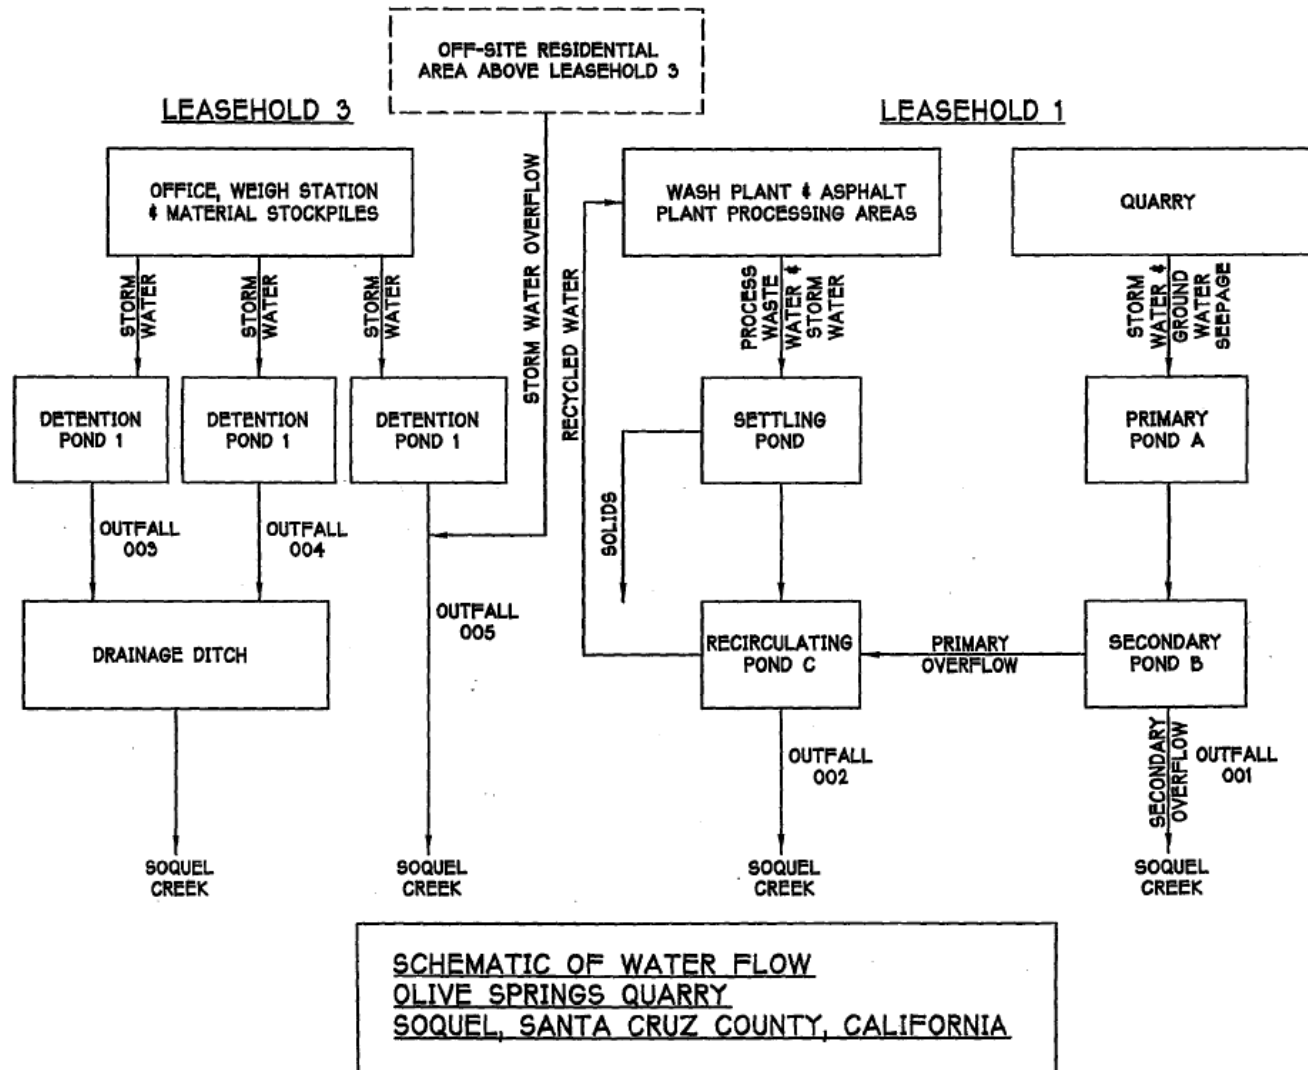 OFF-SITE RESIDENTIAL
AREA ABOVE LEASEHOLD 3
LEASEHOLD 3
LEASEHOLD 1
OFFICE, WEIGH STATION
& MATERIAL STOCKPILES
WASH PLANT & ASPHALT
PLANT PROCESSING AREAS
QUARRY
STORM
WATER
STORM
WATER
STORM
WATER
STORM WATER OVERFLOW
RECYCLED WATER
PROCESS
WASTE
WATER &
STORM
WATER
STORM
WATER &
GROUND
WATER
SEEPAGE
DETENTION
POND 1
DETENTION
POND 1
DETENTION
POND 1
SETTLING
POND
PRIMARY
POND A
SOLIDS
OUTFALL
003
OUTFALL
004
OUTFALL
005
DRAINAGE DITCH
RECIRCULATING
POND C
PRIMARY
OVERFLOW
SECONDARY
POND B
OUTFALL
002
SECONDARY
OVERFLOW
OUTFALL
001
SOQUEL
CREEK
SOQUEL
CREEK
SOQUEL
CREEK
SOQUEL
CREEK
SCHEMATIC OF WATER FLOW
OLIVE SPRINGS QUARRY
SOQUEL, SANTA CRUZ COUNTY, CALIFORNIA